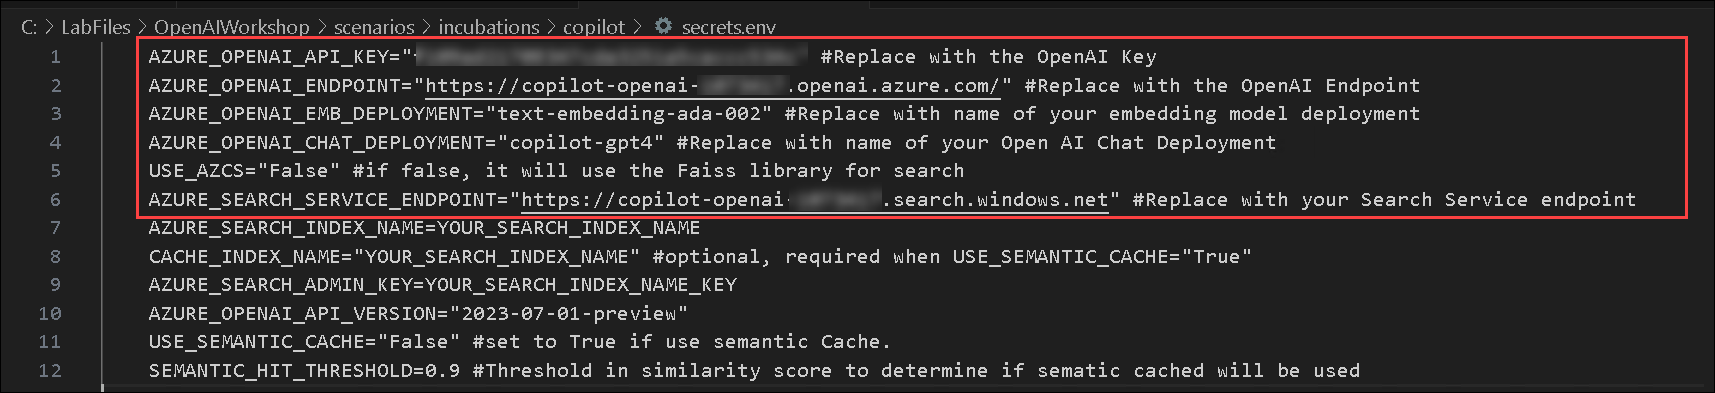 C: > LabFiles > OpenAIWorkshop > scenarios > incubations > copilot > secrets.env
1 AZURE_OPENAI_API_KEY=" " #Replace with the OpenAI Key
2 AZURE_OPENAI_ENDPOINT="https://copilot-openai- .openai.azure.com/" #Replace with the OpenAI Endpoint
3 AZURE_OPENAI_EMB_DEPLOYMENT="text-embedding-ada-002" #Replace with name of your embedding model deployment
4 AZURE_OPENAI_CHAT_DEPLOYMENT="copilot-gpt4" #Replace with name of your Open AI Chat Deployment
5 USE_AZCS="False" #if false, it will use the Faiss library for search
6 AZURE_SEARCH_SERVICE_ENDPOINT="https://copilot-openai- .search.windows.net" #Replace with your Search Service endpoint
7 AZURE_SEARCH_INDEX_NAME=YOUR_SEARCH_INDEX_NAME
8 CACHE_INDEX_NAME="YOUR_SEARCH_INDEX_NAME" #optional, required when USE_SEMANTIC_CACHE="True"
9 AZURE_SEARCH_ADMIN_KEY=YOUR_SEARCH_INDEX_NAME_KEY
10 AZURE_OPENAI_API_VERSION="2023-07-01-preview"
11 USE_SEMANTIC_CACHE="False" #set to True if use semantic Cache.
12 SEMANTIC_HIT_THRESHOLD=0.9 #Threshold in similarity score to determine if sematic cached will be used